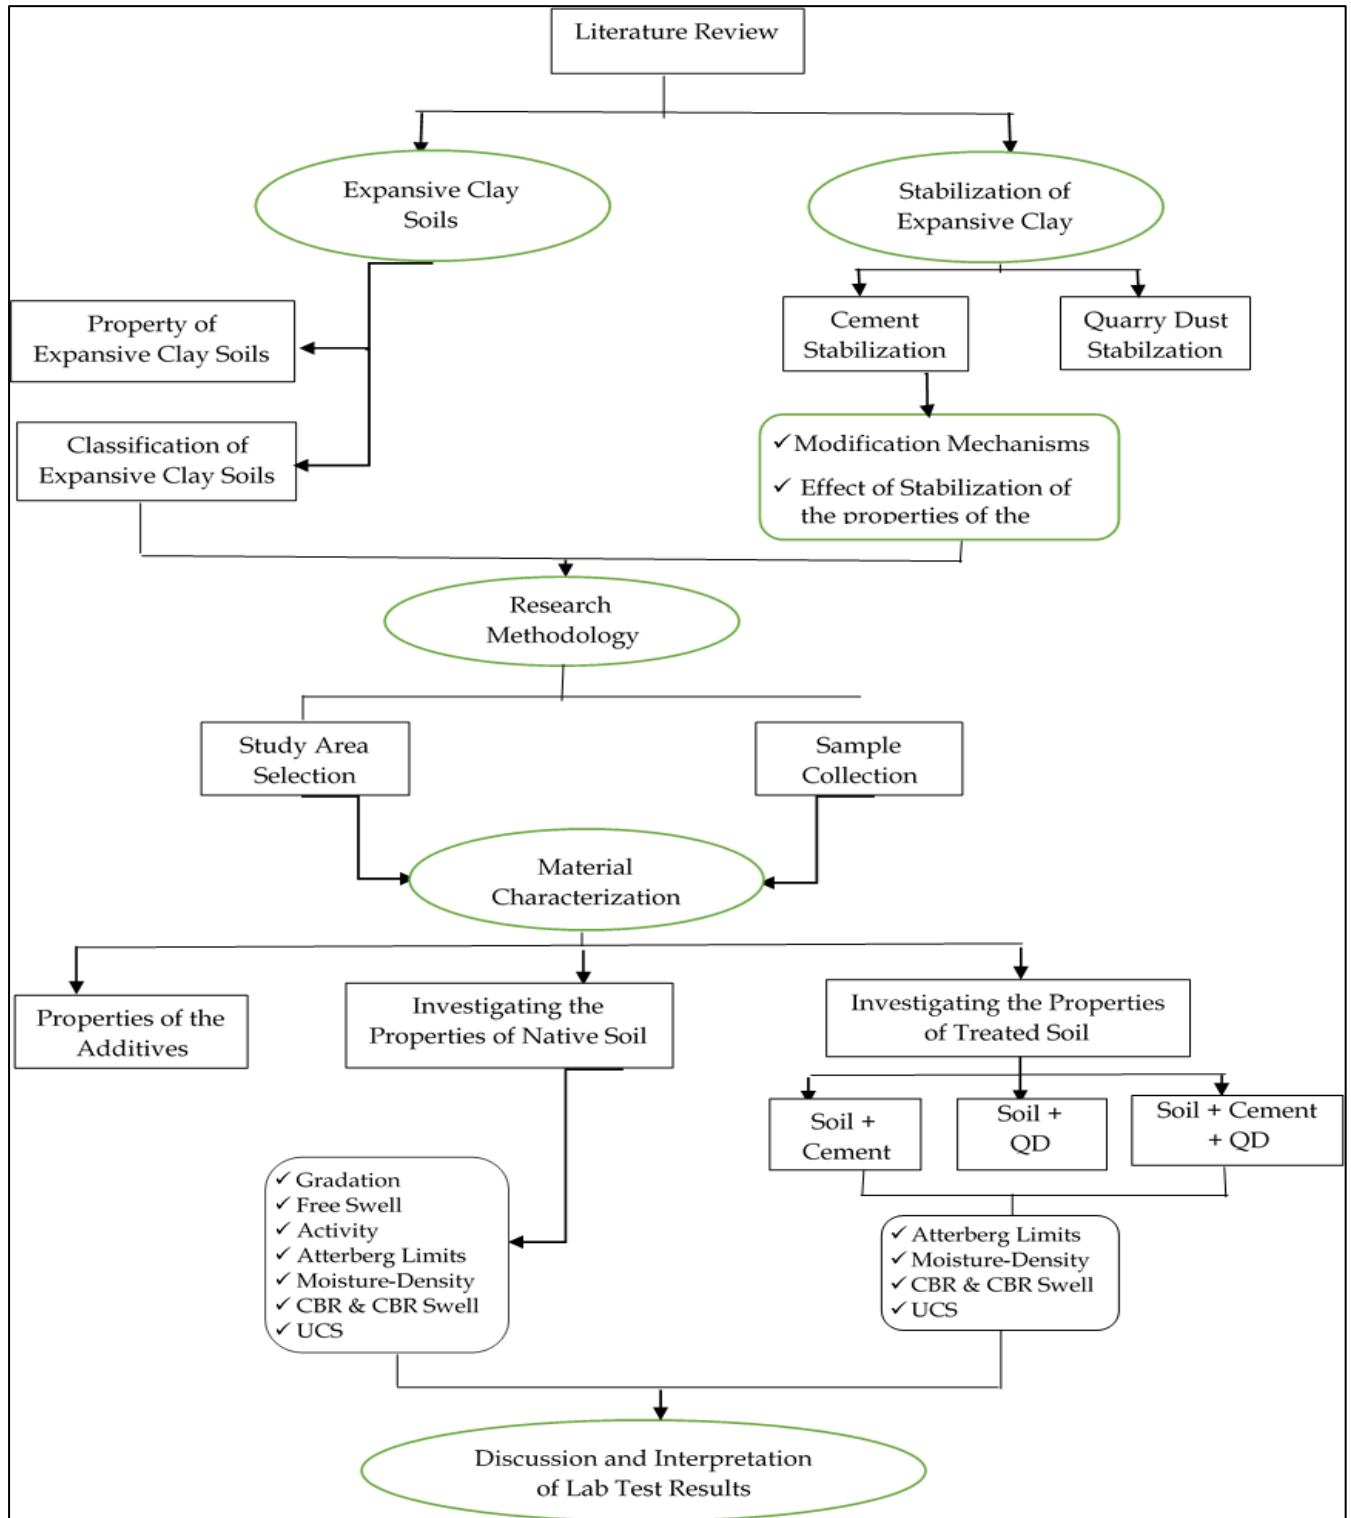 Literature Review
Expansive Clay
Soils
Stabilization of
Expansive Clay
Property of
Expansive Clay Soils
Cement
Stabilization
Quarry Dust
Stabilzation
Classification of
Expansive Clay Soils
✓ Modification Mechanisms
✓ Effect of Stabilization of
the properties of the
Research
Methodology
Study Area
Selection
Sample
Collection
Material
Characterization
Properties of the
Additives
Investigating the
Properties of Native Soil
Investigating the Properties
of Treated Soil
Soil +
Cement
Soil +
QD
Soil + Cement
+ QD
✓ Gradation
✓ Free Swell
✓ Activity
✓ Atterberg Limits
✓ Moisture-Density
✓ CBR & CBR Swell
✓ UCS
✓ Atterberg Limits
✓ Moisture-Density
✓ CBR & CBR Swell
✓ UCS
Discussion and Interpretation
of Lab Test Results